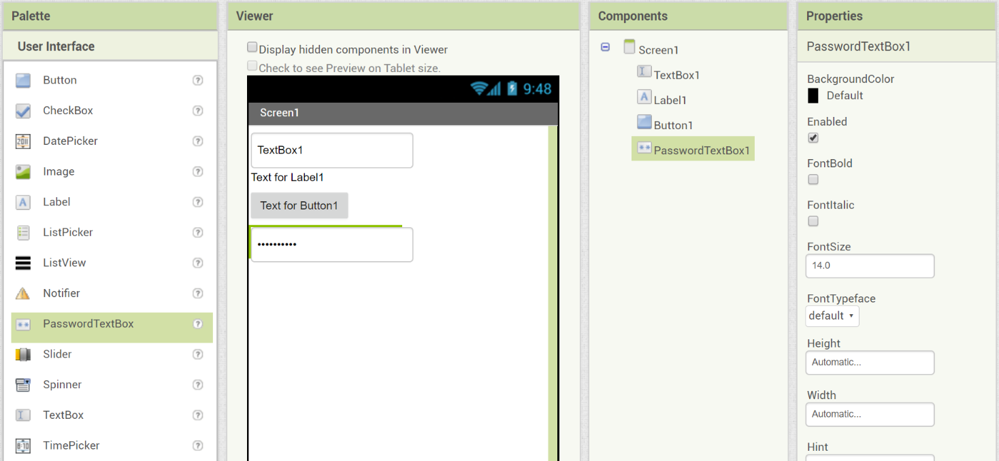 Palette
User Interface
Button
?
CheckBox
?
2011
DatePicker
?
Image
?
A
Label
?
ListPicker
?
ListView
?
Notifier
?
PasswordTextBox
?
Slider
?
Spinner
?
TextBox
?
8:10
TimePicker
?
Viewer
Display hidden components in Viewer
Check to see Preview on Tablet size.
9:48
Screen1
TextBox1
Text for Label1
Text for Button1
••••••••••
Components
Screen1
TextBox1
A
Label1
Button1
PasswordTextBox1
Properties
PasswordTextBox1
BackgroundColor
Default
Enabled
FontBold
FontItalic
FontSize
14.0
FontTypeface
default
Height
Automatic...
Width
Automatic...
Hint